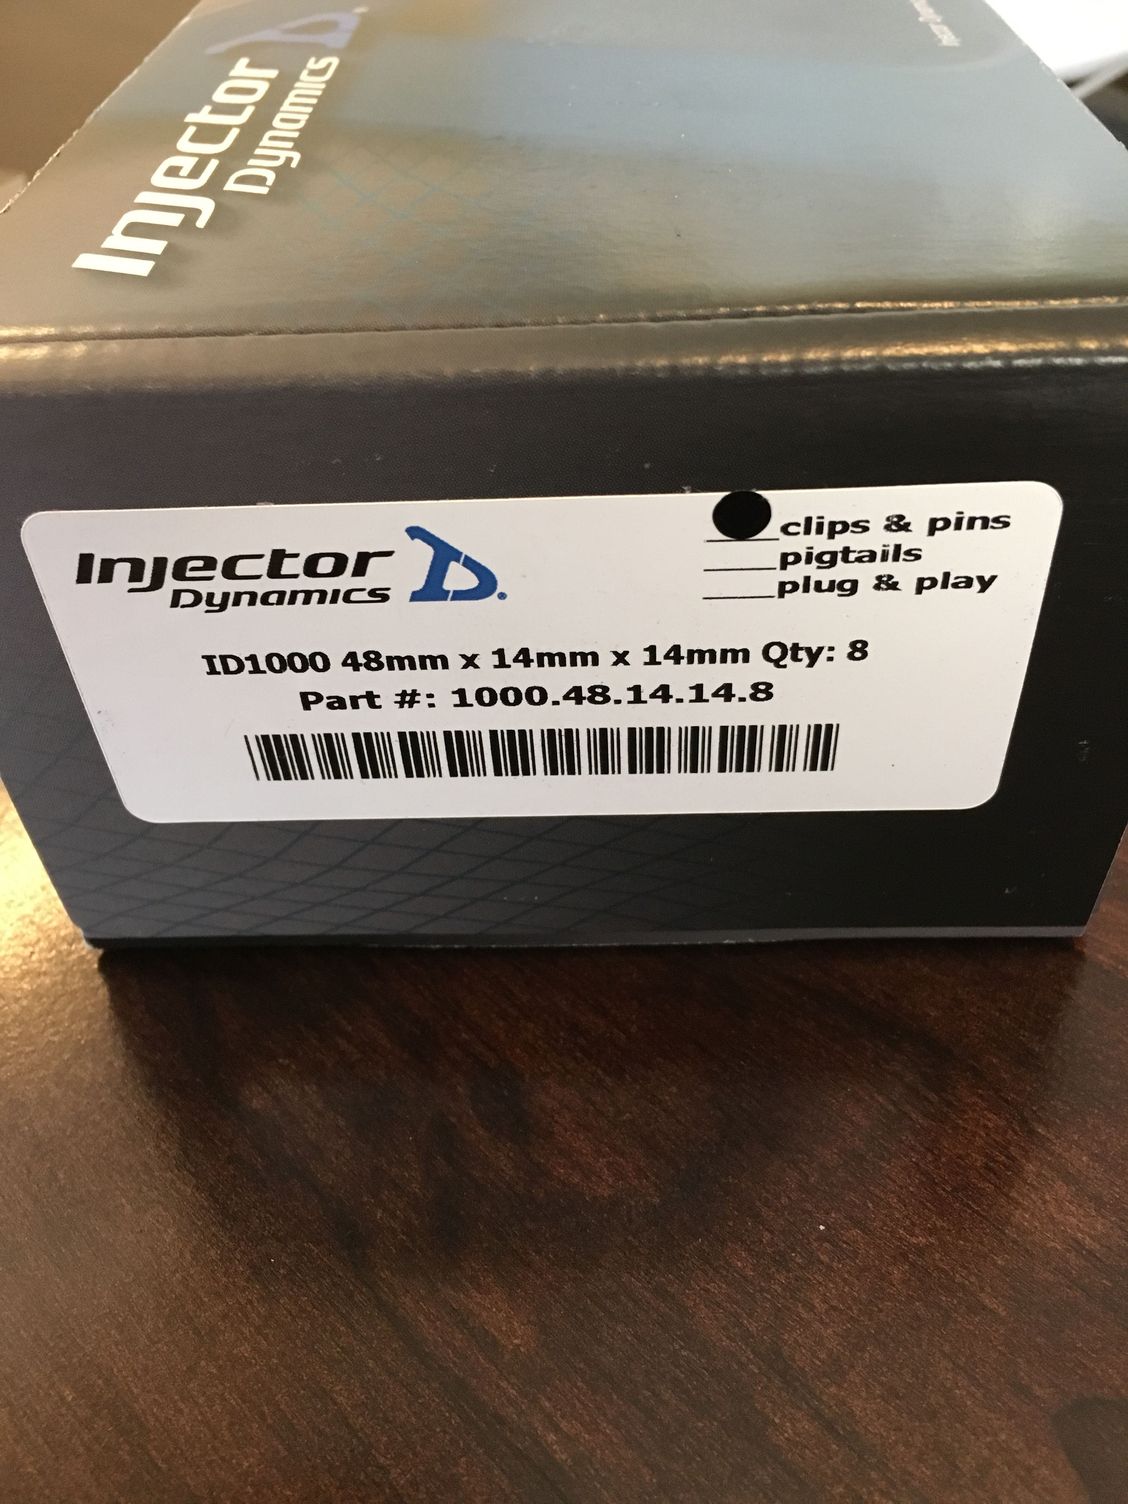 Injector
Dynamics
Injector
Dynamics
clips & pins
pigtails
plug & play
ID1000 48mm x 14mm x 14mm Qty: 8
Part #: 1000.48.14.14.8